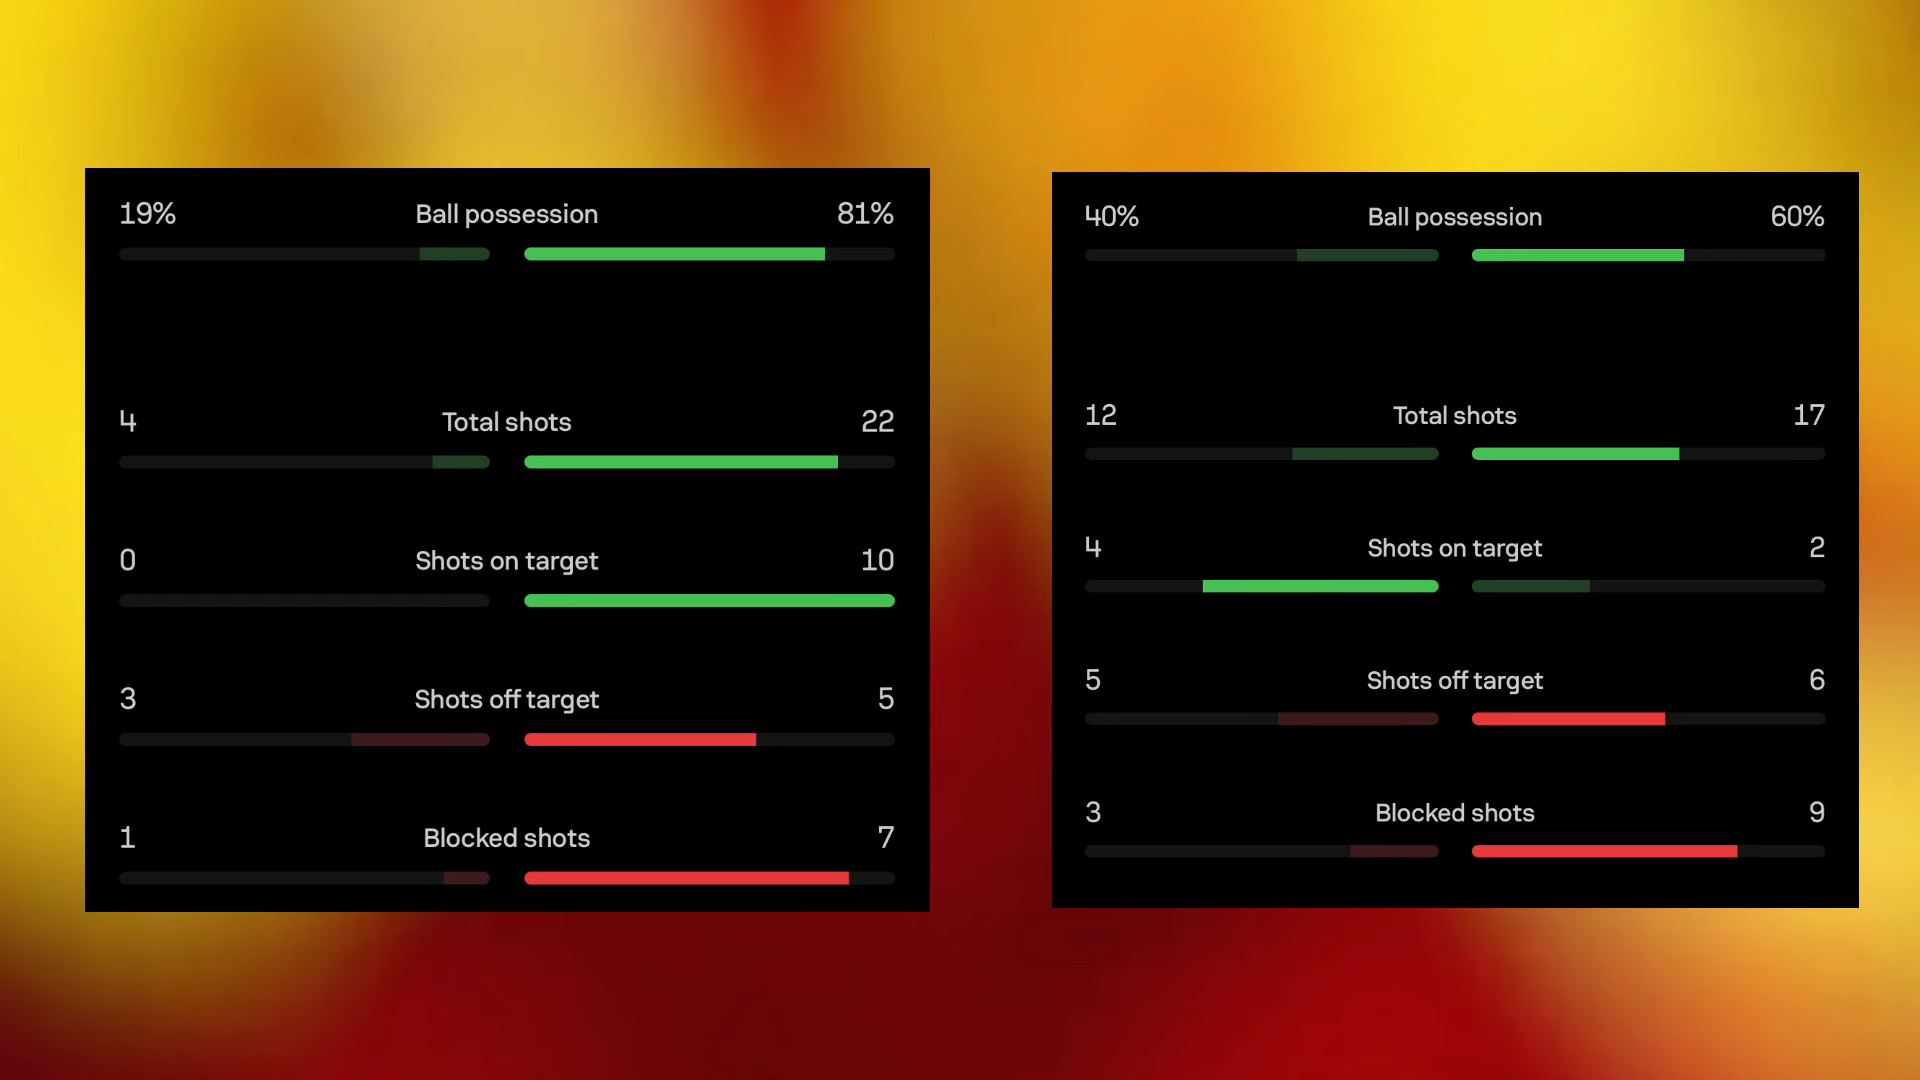 19% Ball possession 81%
4 Total shots 22
0 Shots on target 10
3 Shots off target 5
1 Blocked shots 7
40% Ball possession 60%
12 Total shots 17
4 Shots on target 2
5 Shots off target 6
3 Blocked shots 9